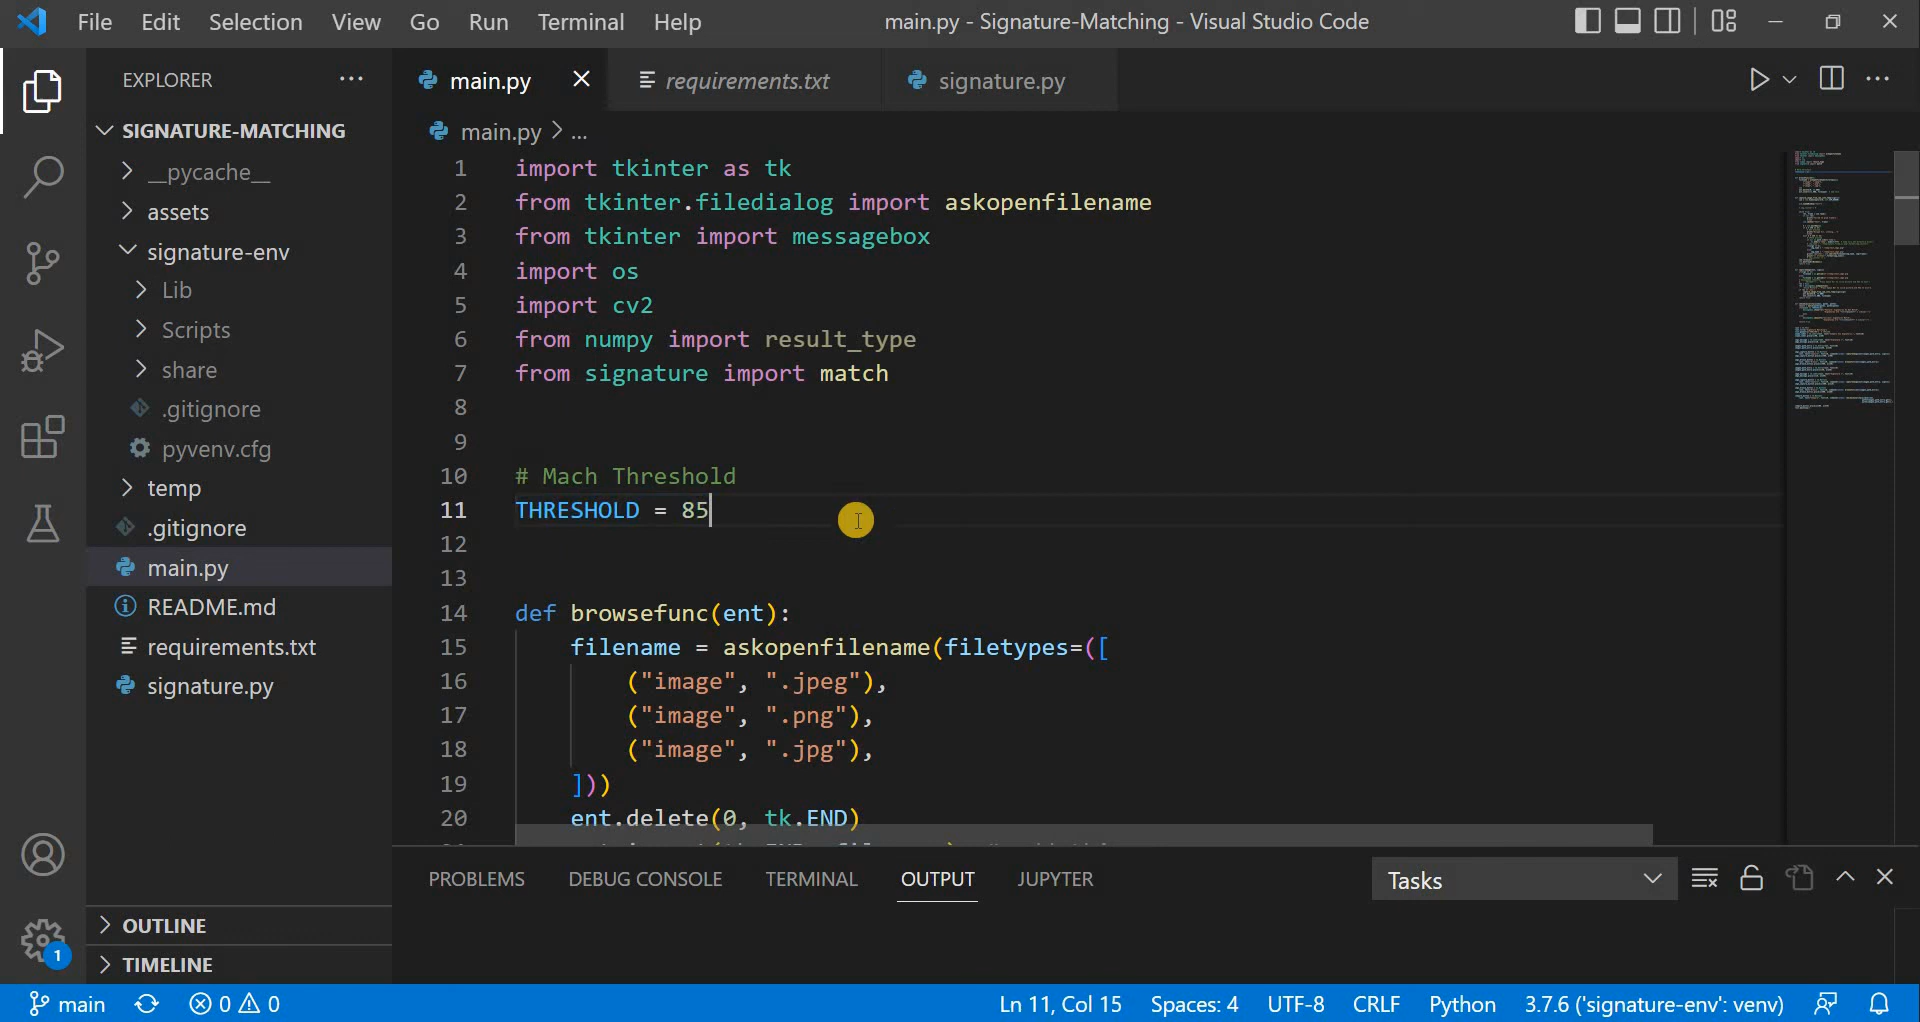 File Edit Selection View Go Run Terminal Help
main.py - Signature-Matching - Visual Studio Code
EXPLORER
SIGNATURE-MATCHING
__pycache__
assets
signature-env
Lib
Scripts
share
.gitignore
pyvenv.cfg
temp
.gitignore
main.py
README.md
requirements.txt
signature.py
OUTLINE
TIMELINE
main.py requirements.txt signature.py
main.py > ...
1 import tkinter as tk
2 from tkinter.filedialog import askopenfilename
3 from tkinter import messagebox
4 import os
5 import cv2
6 from numpy import result_type
7 from signature import match
8
9
10 # Mach Threshold
11 THRESHOLD = 85
12
13
14 def browsefunc(ent):
15 filename = askopenfilename(filetypes=([
16 ("image", ".jpeg"),
17 ("image", ".png"),
18 ("image", ".jpg"),
19 ]))
20 ent.delete(0, tk.END)
PROBLEMS DEBUG CONSOLE TERMINAL OUTPUT JUPYTER
Tasks
1
main 0 0 Ln 11, Col 15 Spaces: 4 UTF-8 CRLF Python 3.7.6 ('signature-env': venv)